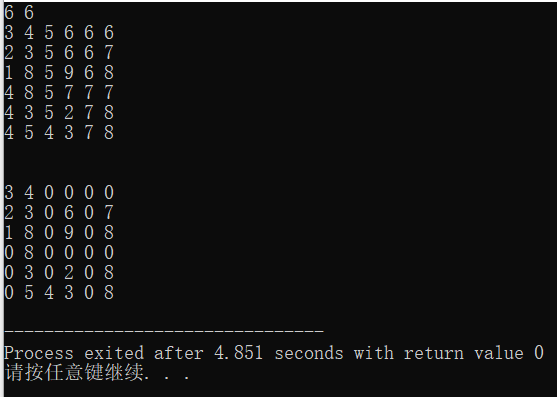 6 6
3 4 5 6 6 6
2 3 5 6 6 7
1 8 5 9 6 8
4 8 5 7 7 7
4 3 5 2 7 8
4 5 4 3 7 8
3 4 0 0 0 0
2 3 0 6 0 7
1 8 0 9 0 8
0 8 0 0 0 0
0 3 0 2 0 8
0 5 4 3 0 8
--------------------------------
Process exited after 4.851 seconds with return value 0
请按任意键继续. . .